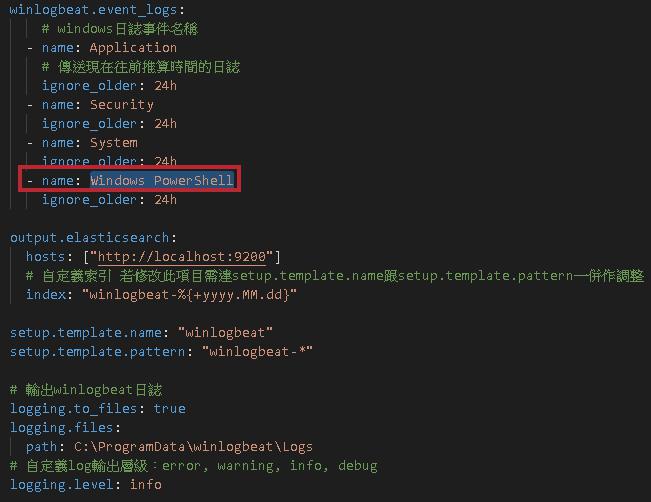 winlogbeat.event_logs:
# windows日誌事件名稱
- name: Application
# 傳送現在往前推算時間的日誌
ignore_older: 24h
- name: Security
ignore_older: 24h
- name: System
ignore_older: 24h
- name: Windows PowerShell
ignore_older: 24h
output.elasticsearch:
hosts: ["http://localhost:9200"]
# 自定義索引 若修改此項目需連setup.template.name跟setup.template.pattern一併作調整
index: "winlogbeat-%{+yyyy.MM.dd}"
setup.template.name: "winlogbeat"
setup.template.pattern: "winlogbeat-*"
# 輸出winlogbeat日誌
logging.to_files: true
logging.files:
path: C:\ProgramData\winlogbeat\Logs
# 自定義log輸出層級：error, warning, info, debug
logging.level: info